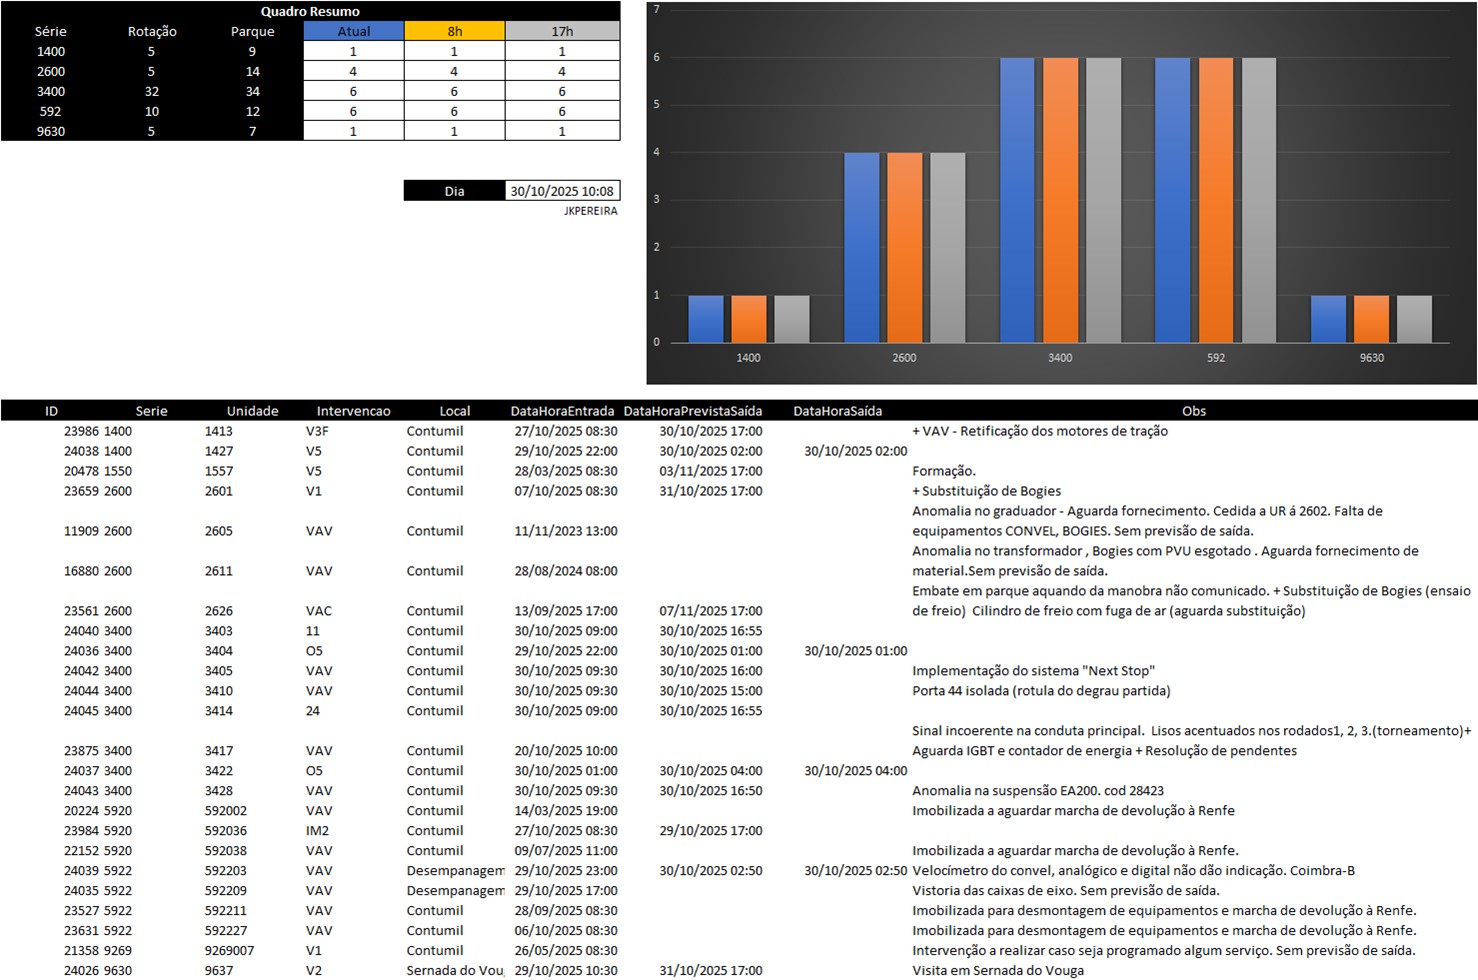 Quadro Resumo
Série Rotação Parque Atual 8h 17h
1400 5 9 1 1 1
2600 5 14 4 4 4
3400 32 34 6 6 6
592 10 12 6 6 6
9630 5 7 1 1 1
Dia 30/10/2025 10:08
JKPEREIRA
7
6
5
4
3
2
1
0
1400 2600 3400 592 9630
ID Serie Unidade Intervencao Local DataHoraEntrada DataHoraPrevistaSaída DataHoraSaída Obs
23986 1400 1413 V3F Contumil 27/10/2025 08:30 30/10/2025 17:00 + VAV - Retificação dos motores de tração
24038 1400 1427 V5 Contumil 29/10/2025 22:00 30/10/2025 02:00 30/10/2025 02:00
20478 1550 1557 V5 Contumil 28/03/2025 08:30 03/11/2025 17:00 Formação.
23659 2600 2601 V1 Contumil 07/10/2025 08:30 31/10/2025 17:00 + Substituição de Bogies
Anomalia no graduador - Aguarda fornecimento. Cedida a UR á 2602. Falta de
11909 2600 2605 VAV Contumil 11/11/2023 13:00 equipamentos CONVEL, BOGIES. Sem previsão de saída.
Anomalia no transformador , Bogies com PVU esgotado . Aguarda fornecimento de
16880 2600 2611 VAV Contumil 28/08/2024 08:00 material.Sem previsão de saída.
Embate em parque aquando da manobra não comunicado. + Substituição de Bogies (ensaio
23561 2600 2626 VAC Contumil 13/09/2025 17:00 07/11/2025 17:00 de freio) Cilindro de freio com fuga de ar (aguarda substituição)
24040 3400 3403 11 Contumil 30/10/2025 09:00 30/10/2025 16:55
24036 3400 3404 O5 Contumil 29/10/2025 22:00 30/10/2025 01:00 30/10/2025 01:00
24042 3400 3405 VAV Contumil 30/10/2025 09:30 30/10/2025 16:00 Implementação do sistema "Next Stop"
24044 3400 3410 VAV Contumil 30/10/2025 09:30 30/10/2025 15:00 Porta 44 isolada (rotula do degrau partida)
24045 3400 3414 24 Contumil 30/10/2025 09:00 30/10/2025 16:55
Sinal incoerente na conduta principal. Lisos acentuados nos rodados1, 2, 3.(torneamento)+
23875 3400 3417 VAV Contumil 20/10/2025 10:00 Aguarda IGBT e contador de energia + Resolução de pendentes
24037 3400 3422 O5 Contumil 30/10/2025 01:00 30/10/2025 04:00 30/10/2025 04:00
24043 3400 3428 VAV Contumil 30/10/2025 09:30 30/10/2025 16:50 Anomalia na suspensão EA200. cod 28423
20224 5920 592002 VAV Contumil 14/03/2025 19:00 Imobilizada a aguardar marcha de devolução à Renfe
23984 5920 592036 IM2 Contumil 27/10/2025 08:30 29/10/2025 17:00
22152 5920 592038 VAV Contumil 09/07/2025 11:00 Imobilizada a aguardar marcha de devolução à Renfe.
24039 5922 592203 VAV Desempanagem 29/10/2025 23:00 30/10/2025 02:50 30/10/2025 02:50 Velocímetro do convel, analógico e digital não dão indicação. Coimbra-B
24035 5922 592209 VAV Desempanagem 29/10/2025 17:00 Vistoria das caixas de eixo. Sem previsão de saída.
23527 5922 592211 VAV Contumil 28/09/2025 08:30 Imobilizada para desmontagem de equipamentos e marcha de devolução à Renfe.
23631 5922 592227 VAV Contumil 06/10/2025 08:30 Imobilizada para desmontagem de equipamentos e marcha de devolução à Renfe.
21358 9269 9269007 V1 Contumil 26/05/2025 08:30 Intervenção a realizar caso seja programado algum serviço. Sem previsão de saída.
24026 9630 9637 V2 Sernada do Vou 29/10/2025 10:30 31/10/2025 17:00 Visita em Sernada do Vouga